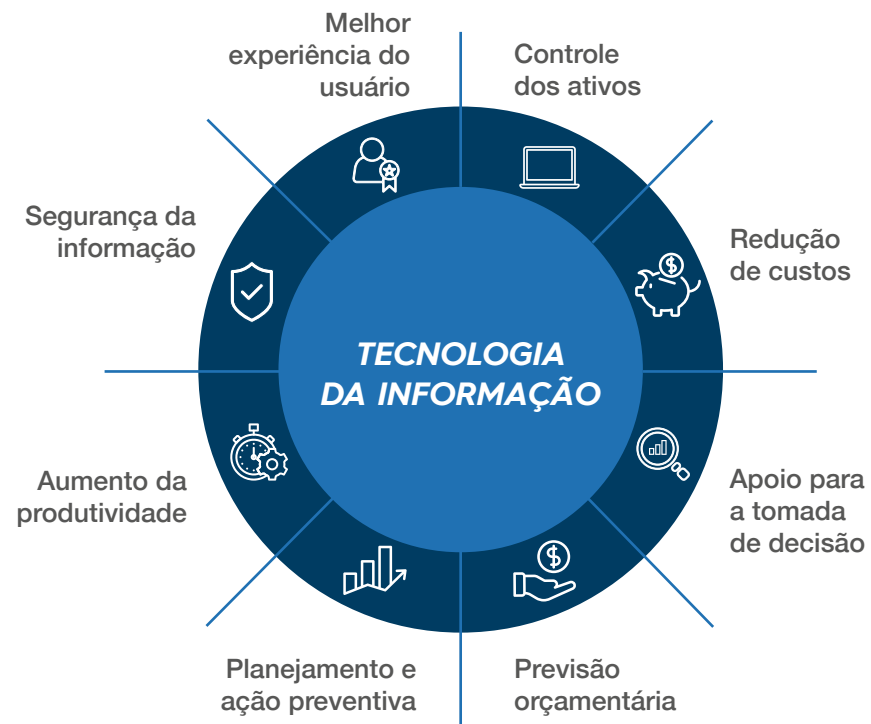 Melhor
experiência do
usuário
Controle
dos ativos
Segurança da
informação
Redução
de custos
TECNOLOGIA
DA INFORMAÇÃO
Aumento da
produtividade
Apoio para
a tomada
de decisão
Planejamento e
ação preventiva
Previsão
orçamentária